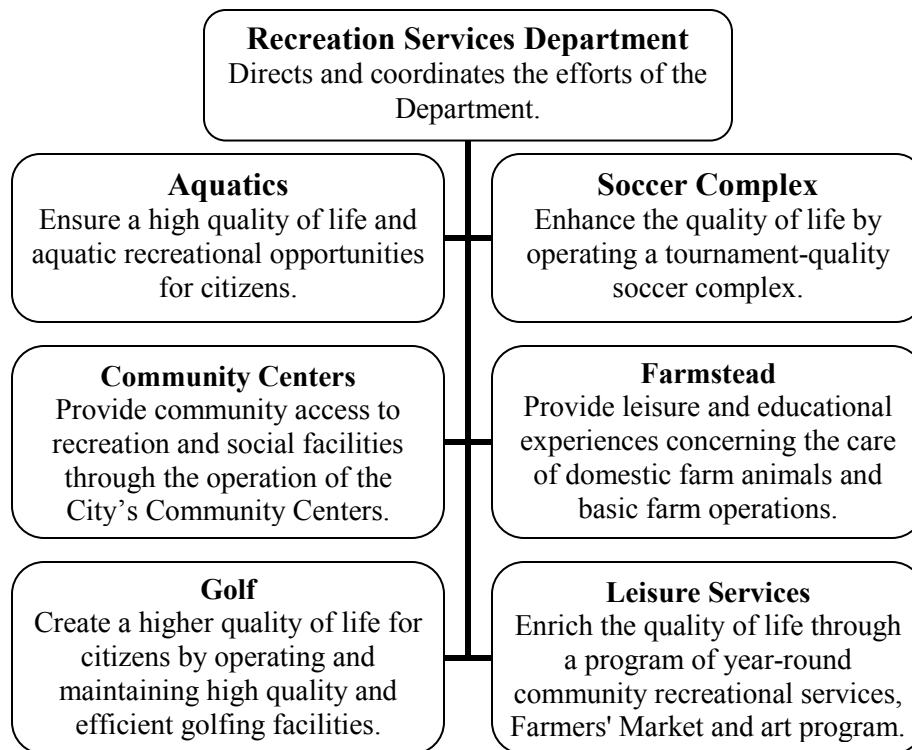 Recreation Services Department
Directs and coordinates the efforts of the
Department.
Aquatics
Ensure a high quality of life and
aquatic recreational opportunities
for citizens.
Soccer Complex
Enhance the quality of life by
operating a tournament-quality
soccer complex.
Community Centers
Provide community access to
recreation and social facilities
through the operation of the
City’s Community Centers.
Farmstead
Provide leisure and educational
experiences concerning the care
of domestic farm animals and
basic farm operations.
Golf
Create a higher quality of life for
citizens by operating and
maintaining high quality and
efficient golfing facilities.
Leisure Services
Enrich the quality of life through
a program of year-round
community recreational services,
Farmers' Market and art program.